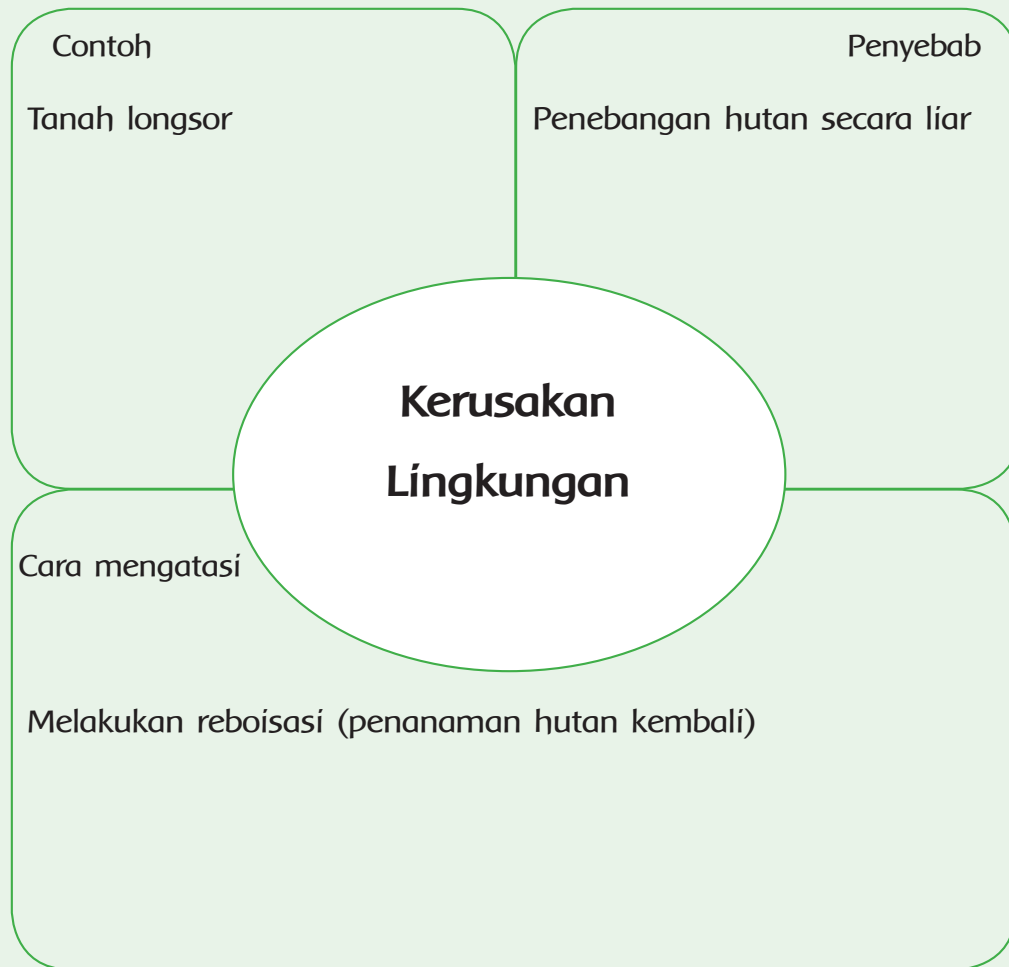 Contoh
Tanah longsor
Penyebab
Penebangan hutan secara liar
Kerusakan
Lingkungan
Cara mengatasi
Melakukan reboisasi (penanaman hutan kembali)